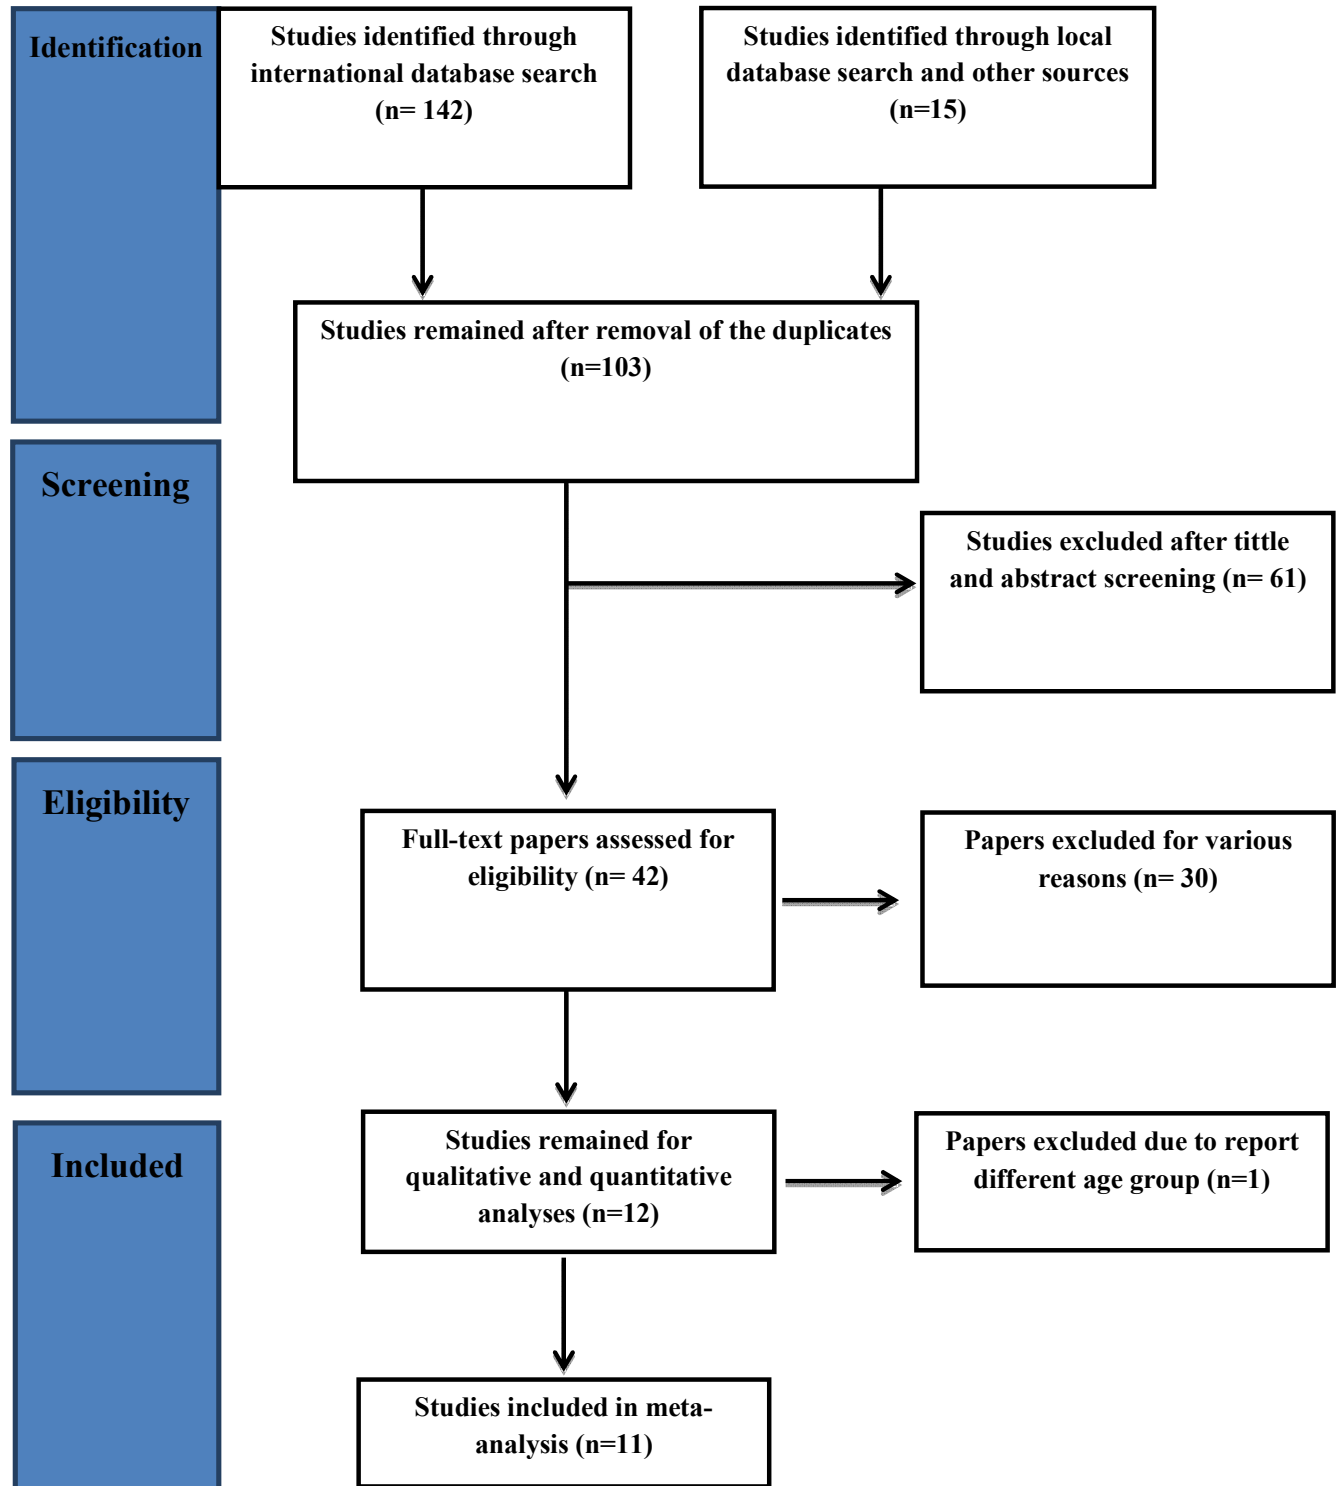 Identification
Studies identified through
international database search
(n= 142)
Studies identified through local
database search and other sources
(n=15)
Studies remained after removal of the duplicates
(n=103)
Screening
Studies excluded after tittle
and abstract screening (n= 61)
Eligibility
Full-text papers assessed for
eligibility (n= 42)
Papers excluded for various
reasons (n= 30)
Included
Studies remained for
qualitative and quantitative
analyses (n=12)
Papers excluded due to report
different age group (n=1)
Studies included in meta-
analysis (n=11)